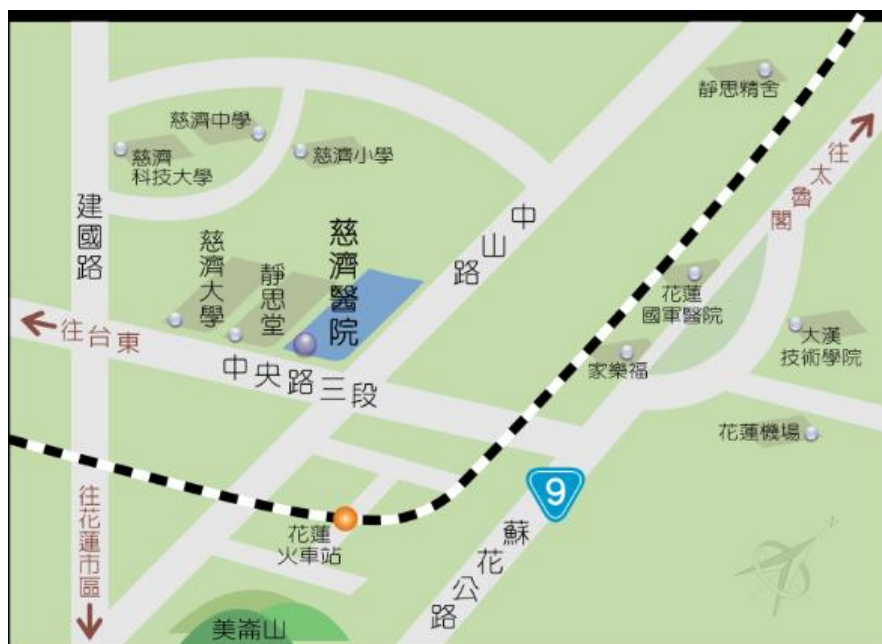 靜思精舍
慈濟中學
慈濟
科技大學
慈濟小學
往太魯閣
建國路
慈濟大學
靜思堂
慈濟醫院
中山路
花蓮
國軍醫院
往台東
大漢
技術學院
家樂福
中央路三段
花蓮機場
9
往花蓮市區
花蓮
火車站
蘇花公路
美崙山